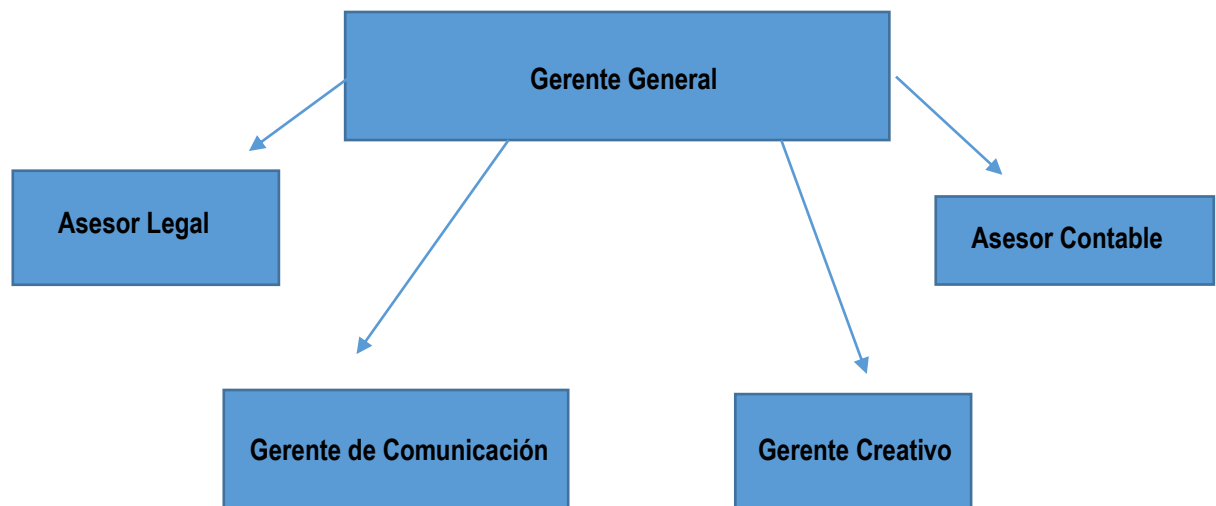 Gerente General
Asesor Legal
Asesor Contable
Gerente de Comunicación
Gerente Creativo